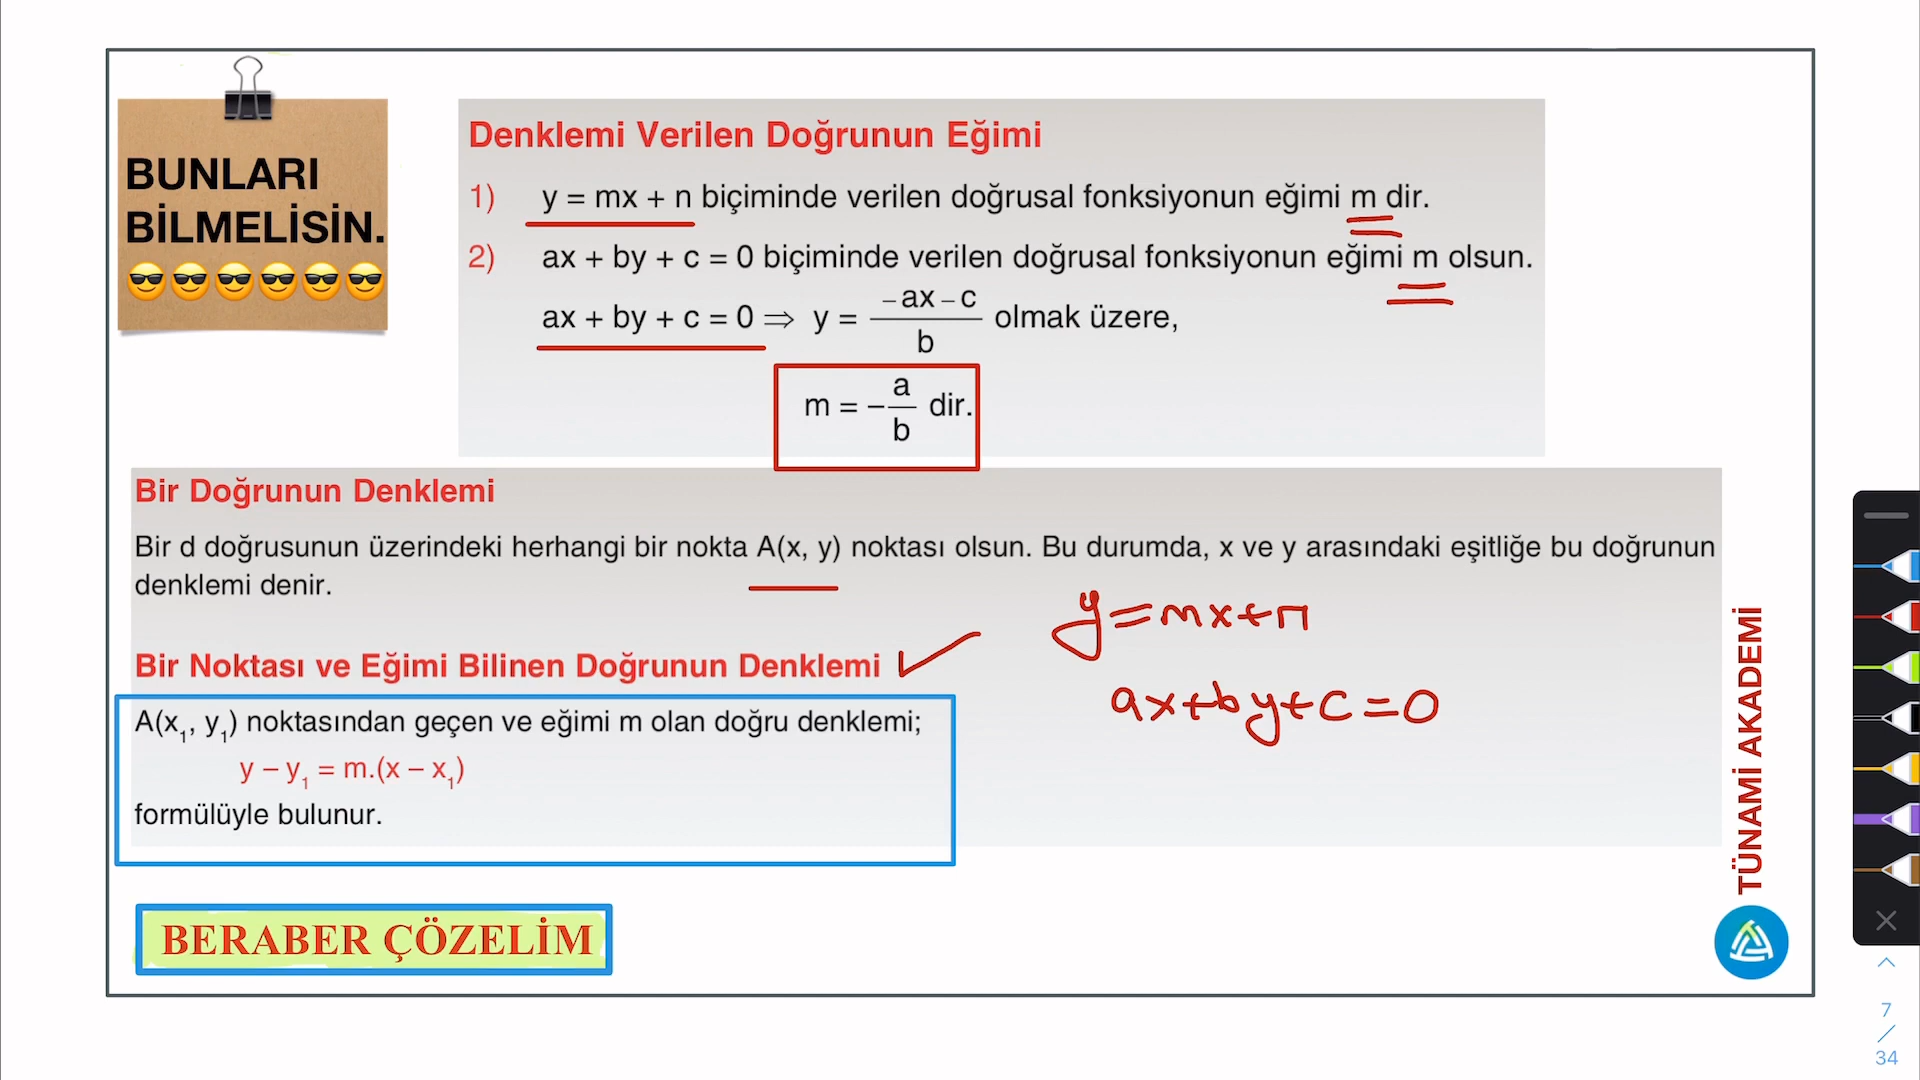 BUNLARI
BİLMELİSİN.
Denklemi Verilen Doğrunun Eğimi
1) y = mx + n biçiminde verilen doğrusal fonksiyonun eğimi m dir.
2) ax + by + c = 0 biçiminde verilen doğrusal fonksiyonun eğimi m olsun.
ax + by + c = 0 ⇒ y = (–ax – c)/b olmak üzere,
m = –a/b dir.
Bir Doğrunun Denklemi
Bir d doğrusunun üzerindeki herhangi bir nokta A(x, y) noktası olsun. Bu durumda, x ve y arasındaki eşitliğe bu doğrunun
denklemi denir.
y=mx+n
Bir Noktası ve Eğimi Bilinen Doğrunun Denklemi
ax+by+c=0
A(x₁, y₁) noktasından geçen ve eğimi m olan doğru denklemi;
y – y₁ = m.(x – x₁)
formülüyle bulunur.
BERABER ÇÖZELİM
TÜNAMİ AKADEMİ
7
/
34